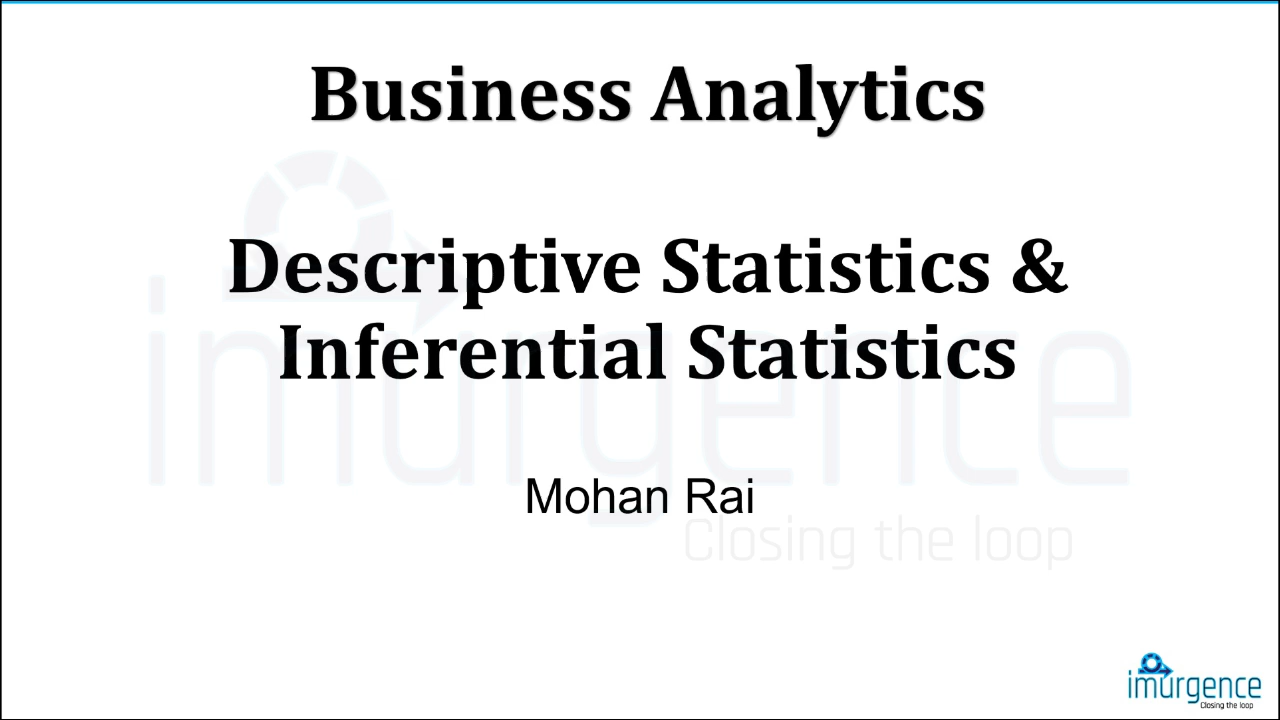 Business Analytics
Descriptive Statistics &
Inferential Statistics
Mohan Rai
imurgence
Closing the loop
imurgence
Closing the loop